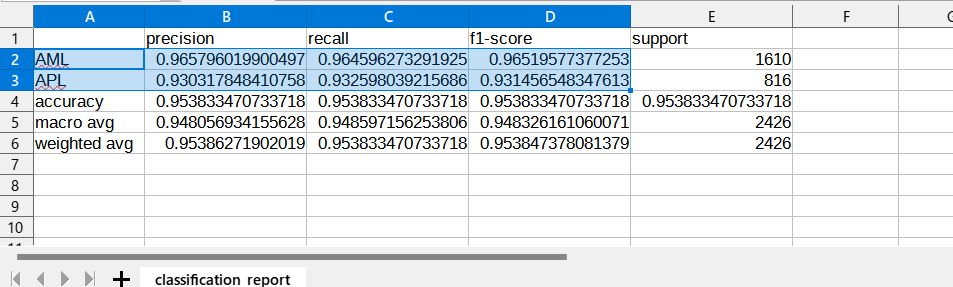 A B C D E F
1 precision recall f1-score support
2 AML 0.965796019900497 0.964596273291925 0.96519577377253 1610
3 APL 0.930317848410758 0.932598039215686 0.931456548347613 816
4 accuracy 0.953833470733718 0.953833470733718 0.953833470733718 0.953833470733718
5 macro avg 0.948056934155628 0.948597156253806 0.948326161060071 2426
6 weighted avg 0.95386271902019 0.953833470733718 0.953847378081379 2426
7
8
9
10
classification_report